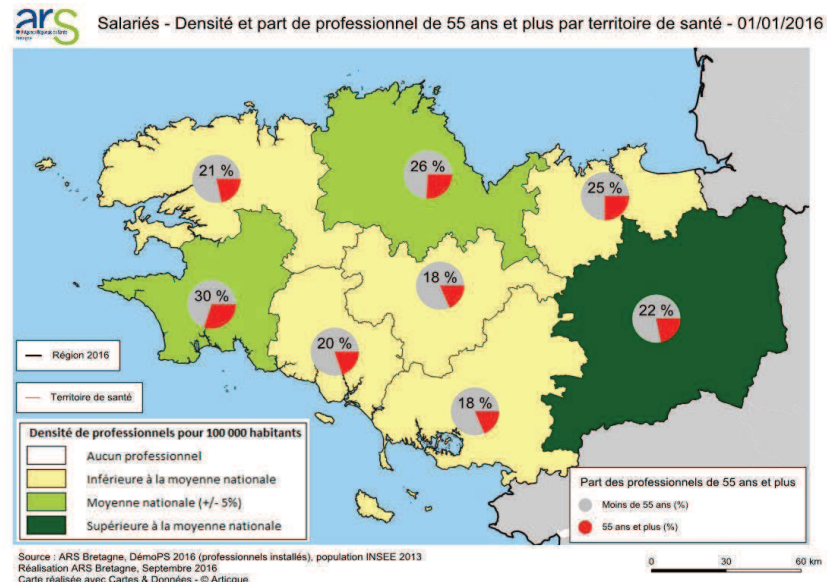 ars
Salariés - Densité et part de professionnel de 55 ans et plus par territoire de santé - 01/01/2016
21 %
26 %
25 %
18 %
30 %
22 %
20 %
18 %
Région 2016
Territoire de santé
Densité de professionnels pour 100 000 habitants
Aucun professionnel
Inférieure à la moyenne nationale
Moyenne nationale (+/- 5%)
Supérieure à la moyenne nationale
Part des professionnels de 55 ans et plus
Moins de 55 ans (%)
55 ans et plus (%)
Source : ARS Bretagne, DémoPS 2016 (professionnels installés), population INSEE 2013
Réalisation ARS Bretagne, Septembre 2016
Carte réalisée avec Cartes & Données - © Articque
0 30 60 km